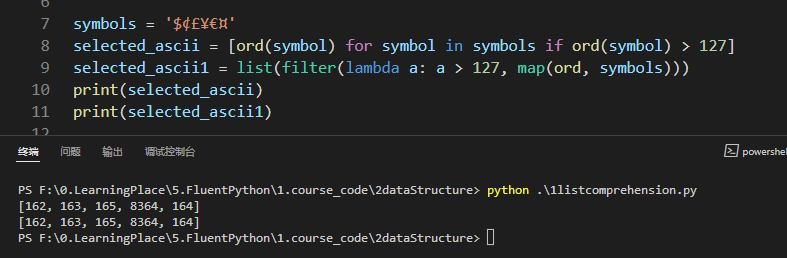 7 symbols = '$¢£¥€¤'
8 selected_ascii = [ord(symbol) for symbol in symbols if ord(symbol) > 127]
9 selected_ascii1 = list(filter(lambda a: a > 127, map(ord, symbols)))
10 print(selected_ascii)
11 print(selected_ascii1)
12
终端 问题 输出 调试控制台 powershe
PS F:\0.LearningPlace\5.FluentPython\1.course_code\2dataStructure> python .\1listcomprehension.py
[162, 163, 165, 8364, 164]
[162, 163, 165, 8364, 164]
PS F:\0.LearningPlace\5.FluentPython\1.course_code\2dataStructure>